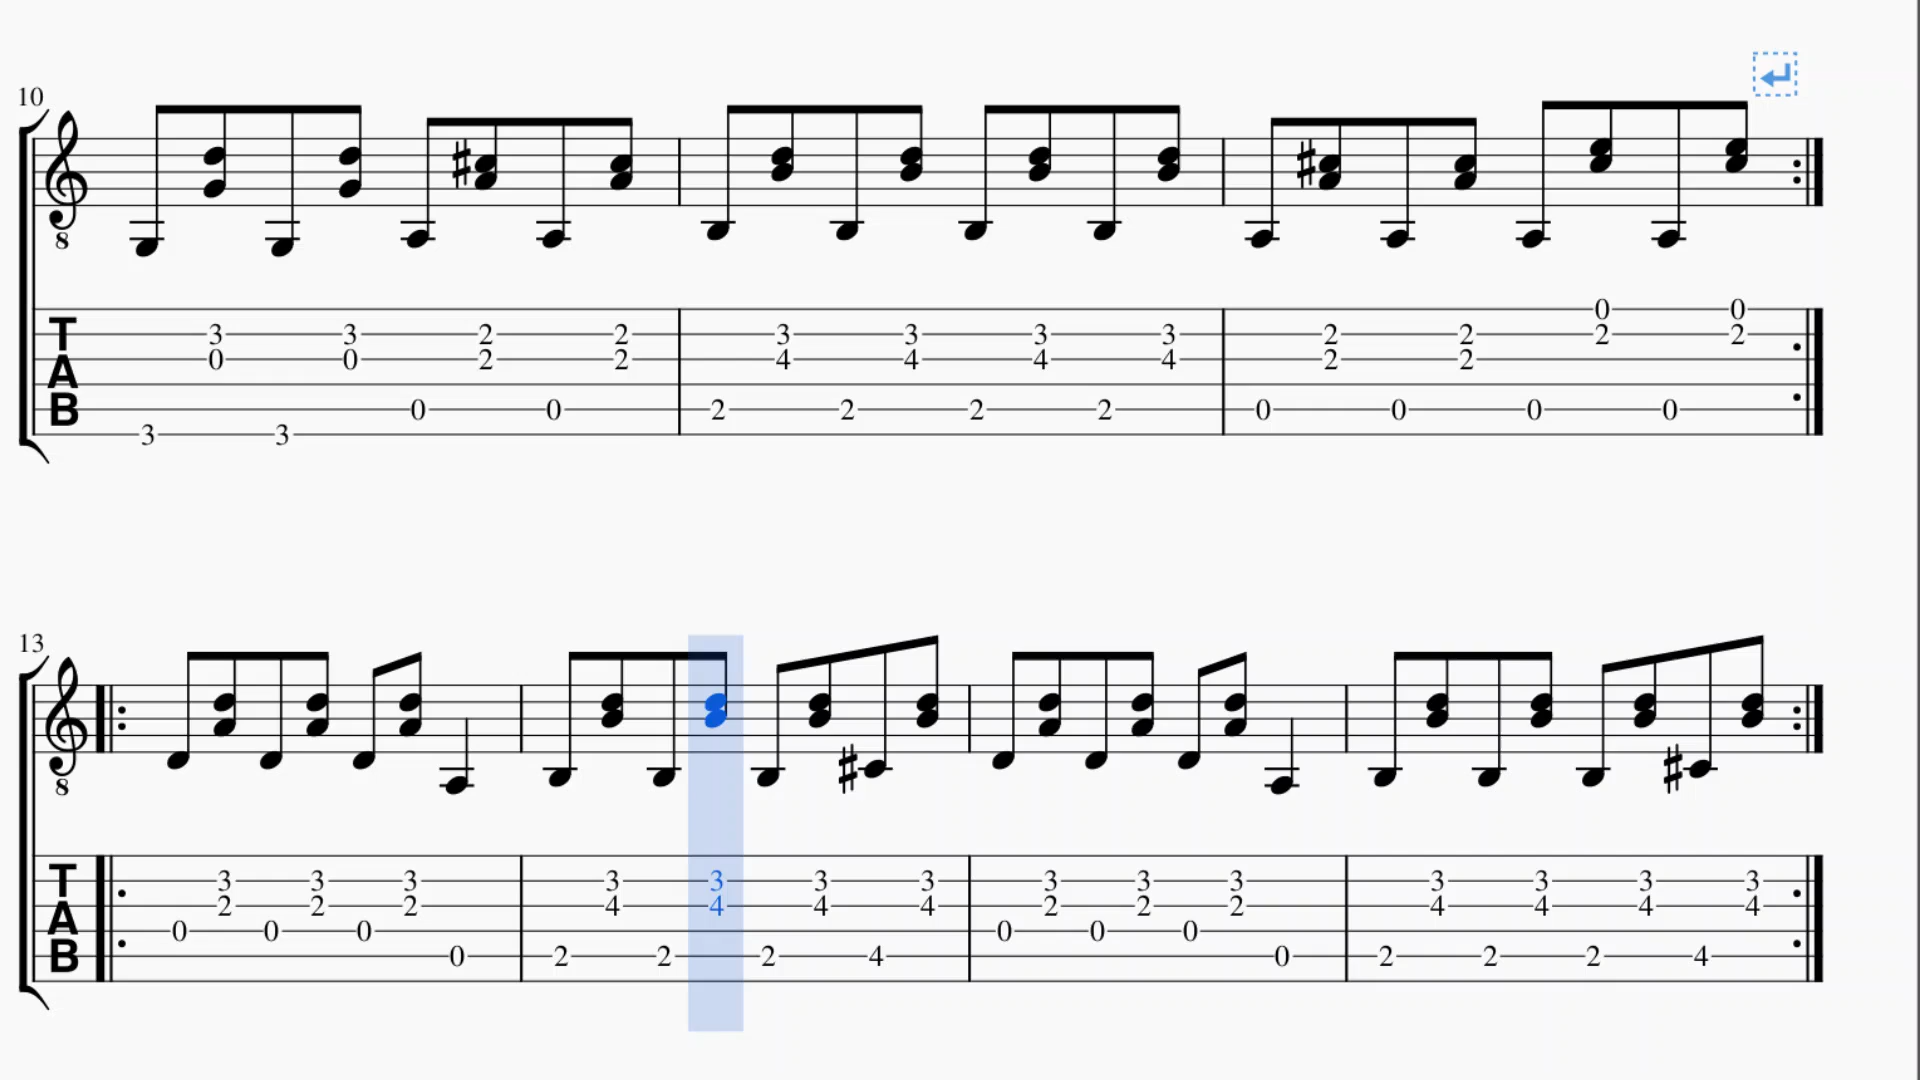 10
8
T 3 3 2 2 3 3 3 3 2 2 2 2
0 0
A 0 0 2 2 4 4 4 4 2 2
B 0 0 2 2 2 2 0 0 0 0
3 3
13
8
T 3 3 3 3 3 3 3 3 3 3 3 3 3 3
A 2 2 2 4 4 4 4 2 2 2 4 4 4 4
0 0 0 0 0 0
B 0 2 2 2 4 0 2 2 2 4